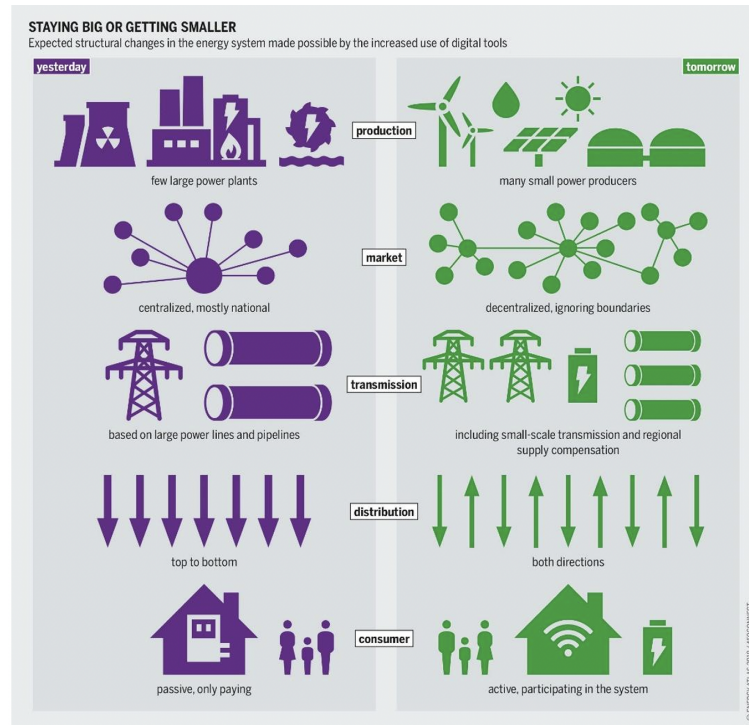 STAYING BIG OR GETTING SMALLER
Expected structural changes in the energy system made possible by the increased use of digital tools
yesterday
tomorrow
production
few large power plants
many small power producers
market
centralized, mostly national
decentralized, ignoring boundaries
transmission
based on large power lines and pipelines
including small-scale transmission and regional
supply compensation
distribution
top to bottom
both directions
consumer
passive, only paying
active, participating in the system